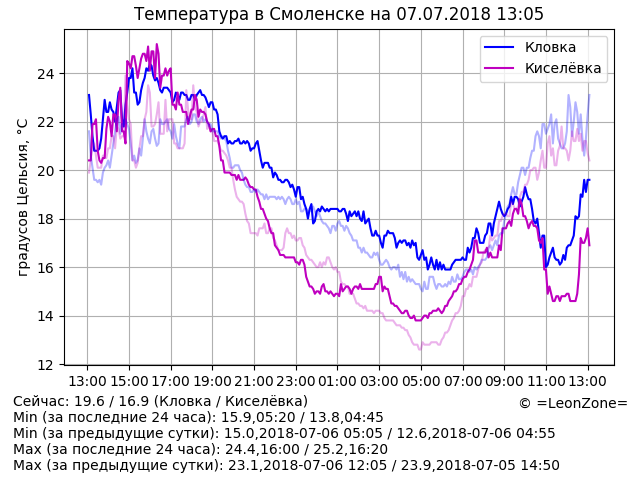 Температура в Смоленске на 07.07.2018 13:05
Кловка
Киселёвка
градусов Цельсия, °C
24
22
20
18
16
14
12
13:00 15:00 17:00 19:00 21:00 23:00 01:00 03:00 05:00 07:00 09:00 11:00 13:00
Сейчас: 19.6 / 16.9 (Кловка / Киселёвка)
© =LeonZone=
Min (за последние 24 часа): 15.9,05:20 / 13.8,04:45
Min (за предыдущие сутки): 15.0,2018-07-06 05:05 / 12.6,2018-07-06 04:55
Max (за последние 24 часа): 24.4,16:00 / 25.2,16:20
Max (за предыдущие сутки): 23.1,2018-07-06 12:05 / 23.9,2018-07-05 14:50